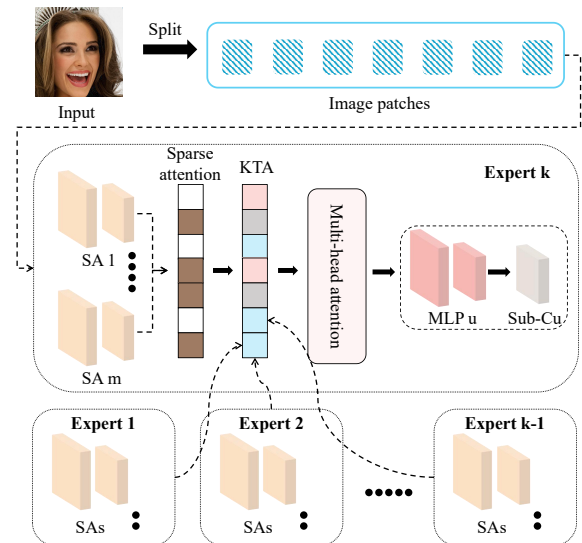 Split
Input
Image patches
Sparse
attention
KTA
Expert k
SA 1
SA m
Multi-head attention
MLP u
Sub-Cu
Expert 1
Expert 2
Expert k-1
SAs
SAs
SAs